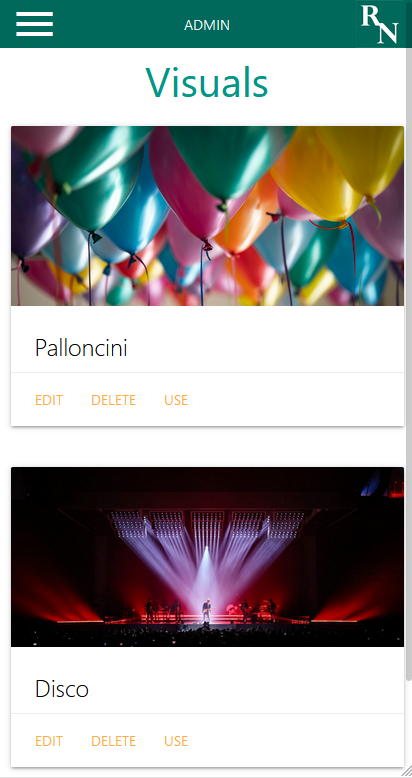 ADMIN
RN
Visuals
Palloncini
EDIT DELETE USE
Disco
EDIT DELETE USE